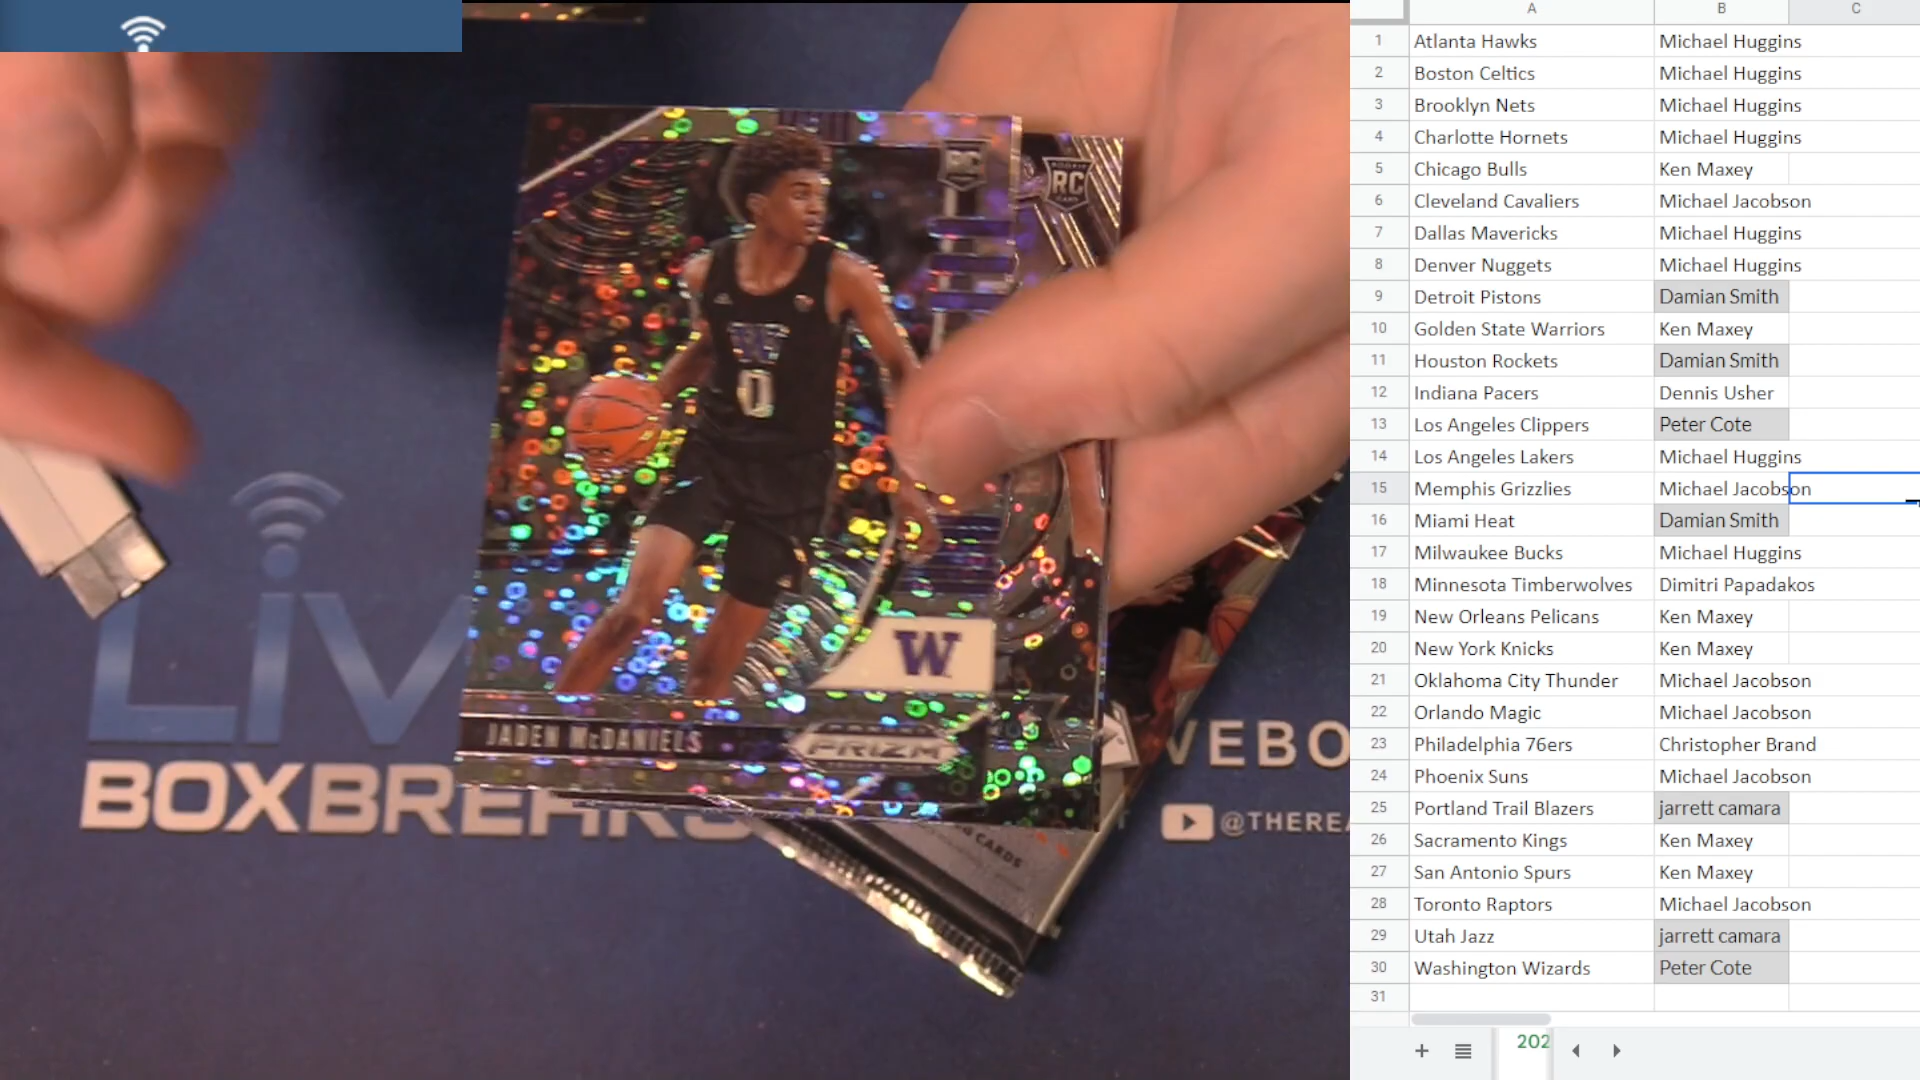 RC
ROOKIE
RC
CARD
W
0
W
JADEN McDANIELS
PANINI
PRIZM
LIV
BOXBREAKS
VEBO
@THEREA
CARDS
A B C
1 Atlanta Hawks Michael Huggins
2 Boston Celtics Michael Huggins
3 Brooklyn Nets Michael Huggins
4 Charlotte Hornets Michael Huggins
5 Chicago Bulls Ken Maxey
6 Cleveland Cavaliers Michael Jacobson
7 Dallas Mavericks Michael Huggins
8 Denver Nuggets Michael Huggins
9 Detroit Pistons Damian Smith
10 Golden State Warriors Ken Maxey
11 Houston Rockets Damian Smith
12 Indiana Pacers Dennis Usher
13 Los Angeles Clippers Peter Cote
14 Los Angeles Lakers Michael Huggins
15 Memphis Grizzlies Michael Jacobson
16 Miami Heat Damian Smith
17 Milwaukee Bucks Michael Huggins
18 Minnesota Timberwolves Dimitri Papadakos
19 New Orleans Pelicans Ken Maxey
20 New York Knicks Ken Maxey
21 Oklahoma City Thunder Michael Jacobson
22 Orlando Magic Michael Jacobson
23 Philadelphia 76ers Christopher Brand
24 Phoenix Suns Michael Jacobson
25 Portland Trail Blazers jarrett camara
26 Sacramento Kings Ken Maxey
27 San Antonio Spurs Ken Maxey
28 Toronto Raptors Michael Jacobson
29 Utah Jazz jarrett camara
30 Washington Wizards Peter Cote
31
202